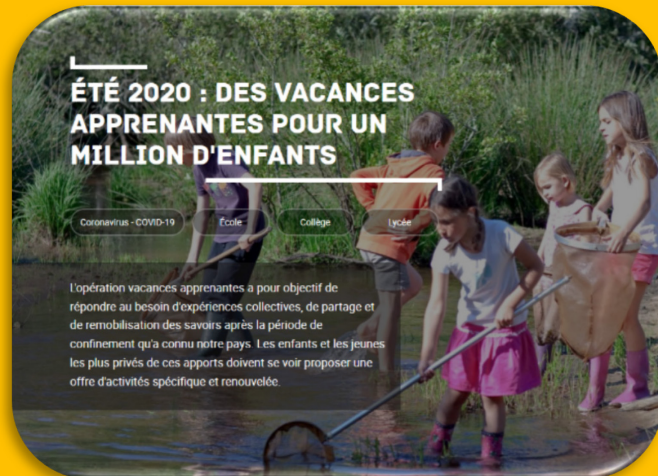 ÉTÉ 2020 : DES VACANCES
APPRENANTES POUR UN
MILLION D'ENFANTS
Coronavirus - COVID-19 École Collège Lycée
L'opération vacances apprenantes a pour objectif de
répondre au besoin d'expériences collectives, de partage et
de remobilisation des savoirs après la période de
confinement qu'a connu notre pays. Les enfants et les jeunes
les plus privés de ces apports doivent se voir proposer une
offre d'activités spécifique et renouvelée.